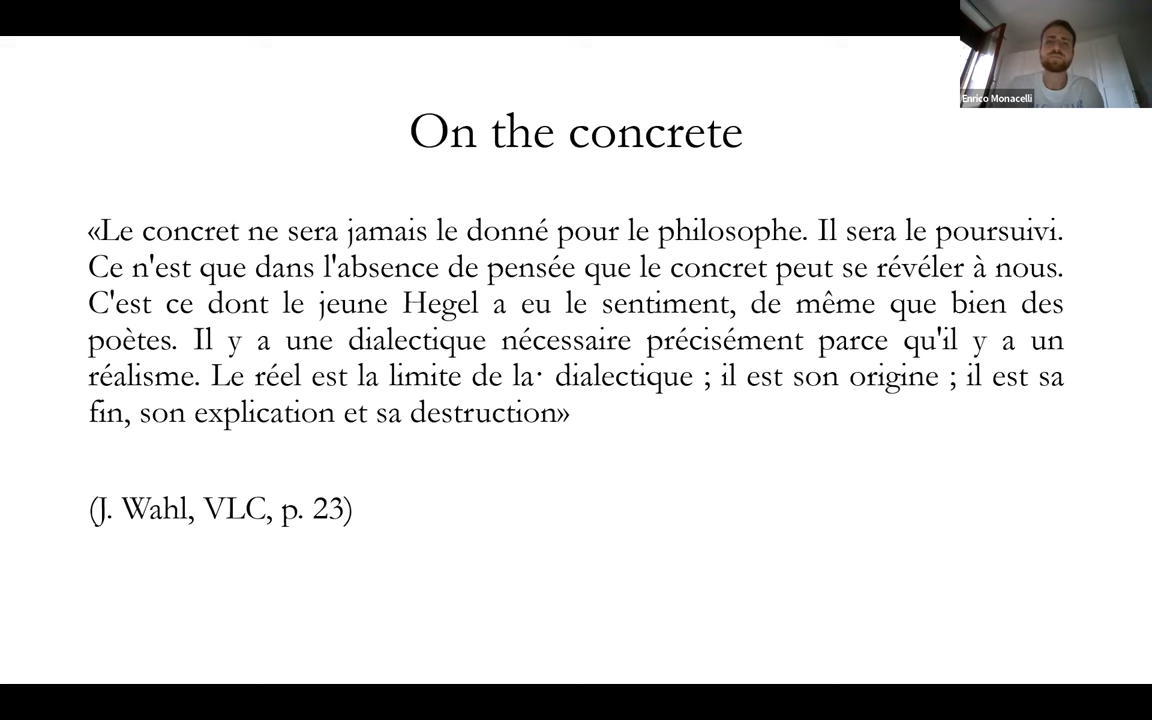 Enrico Monacelli
On the concrete
«Le concret ne sera jamais le donné pour le philosophe. Il sera le poursuivi.
Ce n'est que dans l'absence de pensée que le concret peut se révéler à nous.
C'est ce dont le jeune Hegel a eu le sentiment, de même que bien des
poètes. Il y a une dialectique nécessaire précisément parce qu'il y a un
réalisme. Le réel est la limite de la· dialectique ; il est son origine ; il est sa
fin, son explication et sa destruction»
(J. Wahl, VLC, p. 23)